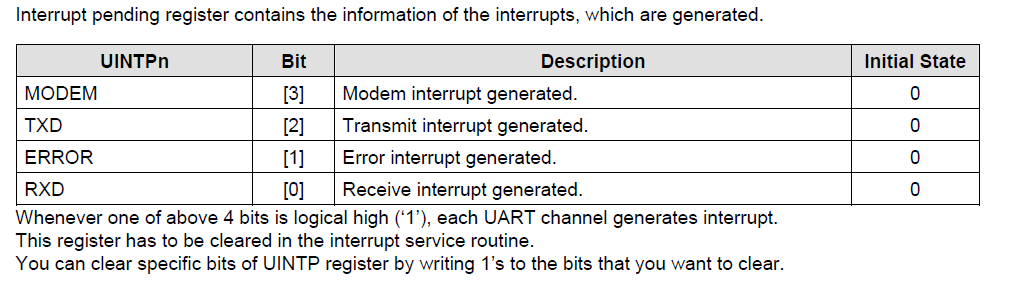 Interrupt pending register contains the information of the interrupts, which are generated.
UINTPn Bit Description Initial State
MODEM [3] Modem interrupt generated. 0
TXD [2] Transmit interrupt generated. 0
ERROR [1] Error interrupt generated. 0
RXD [0] Receive interrupt generated. 0
Whenever one of above 4 bits is logical high (‘1’), each UART channel generates interrupt.
This register has to be cleared in the interrupt service routine.
You can clear specific bits of UINTP register by writing 1’s to the bits that you want to clear.